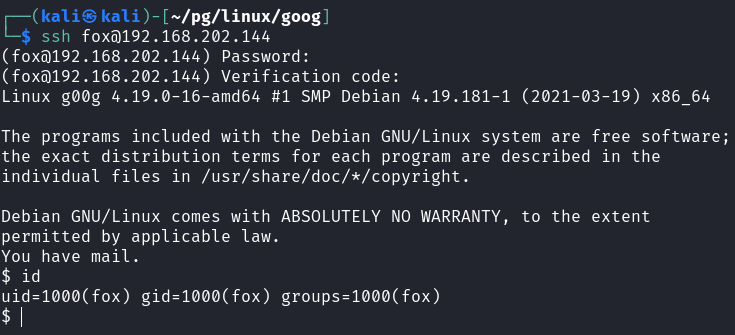 ┌──(kali㉿kali)-[~/pg/linux/goog]
└─$ ssh fox@192.168.202.144
(fox@192.168.202.144) Password:
(fox@192.168.202.144) Verification code:
Linux g00g 4.19.0-16-amd64 #1 SMP Debian 4.19.181-1 (2021-03-19) x86_64

The programs included with the Debian GNU/Linux system are free software;
the exact distribution terms for each program are described in the
individual files in /usr/share/doc/*/copyright.

Debian GNU/Linux comes with ABSOLUTELY NO WARRANTY, to the extent
permitted by applicable law.
You have mail.
$ id
uid=1000(fox) gid=1000(fox) groups=1000(fox)
$